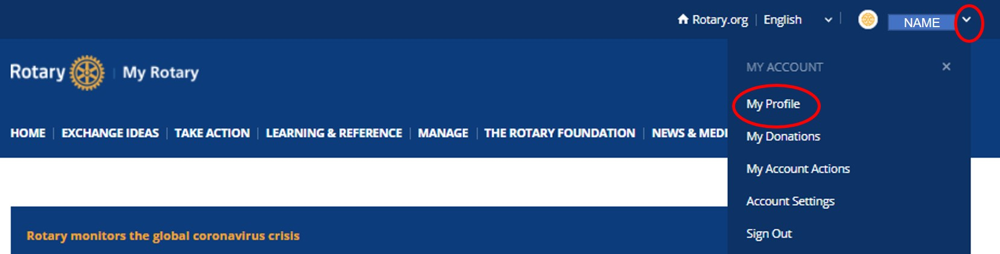 Rotary.org | English NAME
Rotary | My Rotary
MY ACCOUNT ×
My Profile
HOME | EXCHANGE IDEAS | TAKE ACTION | LEARNING & REFERENCE | MANAGE | THE ROTARY FOUNDATION | NEWS & MEDI
My Donations
My Account Actions
Account Settings
Sign Out
Rotary monitors the global coronavirus crisis